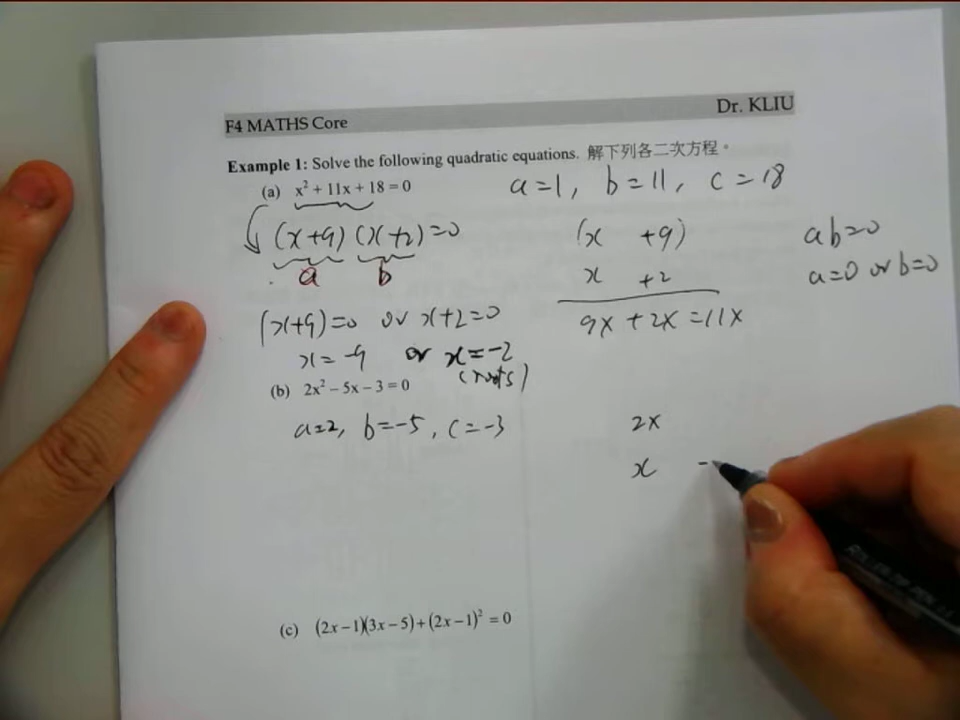 F4 MATHS Core Dr. KLIU
Example 1: Solve the following quadratic equations. 解下列各二次方程。
(a) x² + 11x + 18 = 0 a=1, b=11, c=18
(x+9) (x+2)=0 (x +9) ab=0
a b x +2 a=0 or b=0
(x+9)=0 or x+2=0 9x + 2x = 11x
x = -9 or x = -2
(roots)
(b) 2x² – 5x – 3 = 0
a=2, b=-5, c=-3 2x
x -
(c) (2x–1)(3x–5)+(2x–1)² = 0